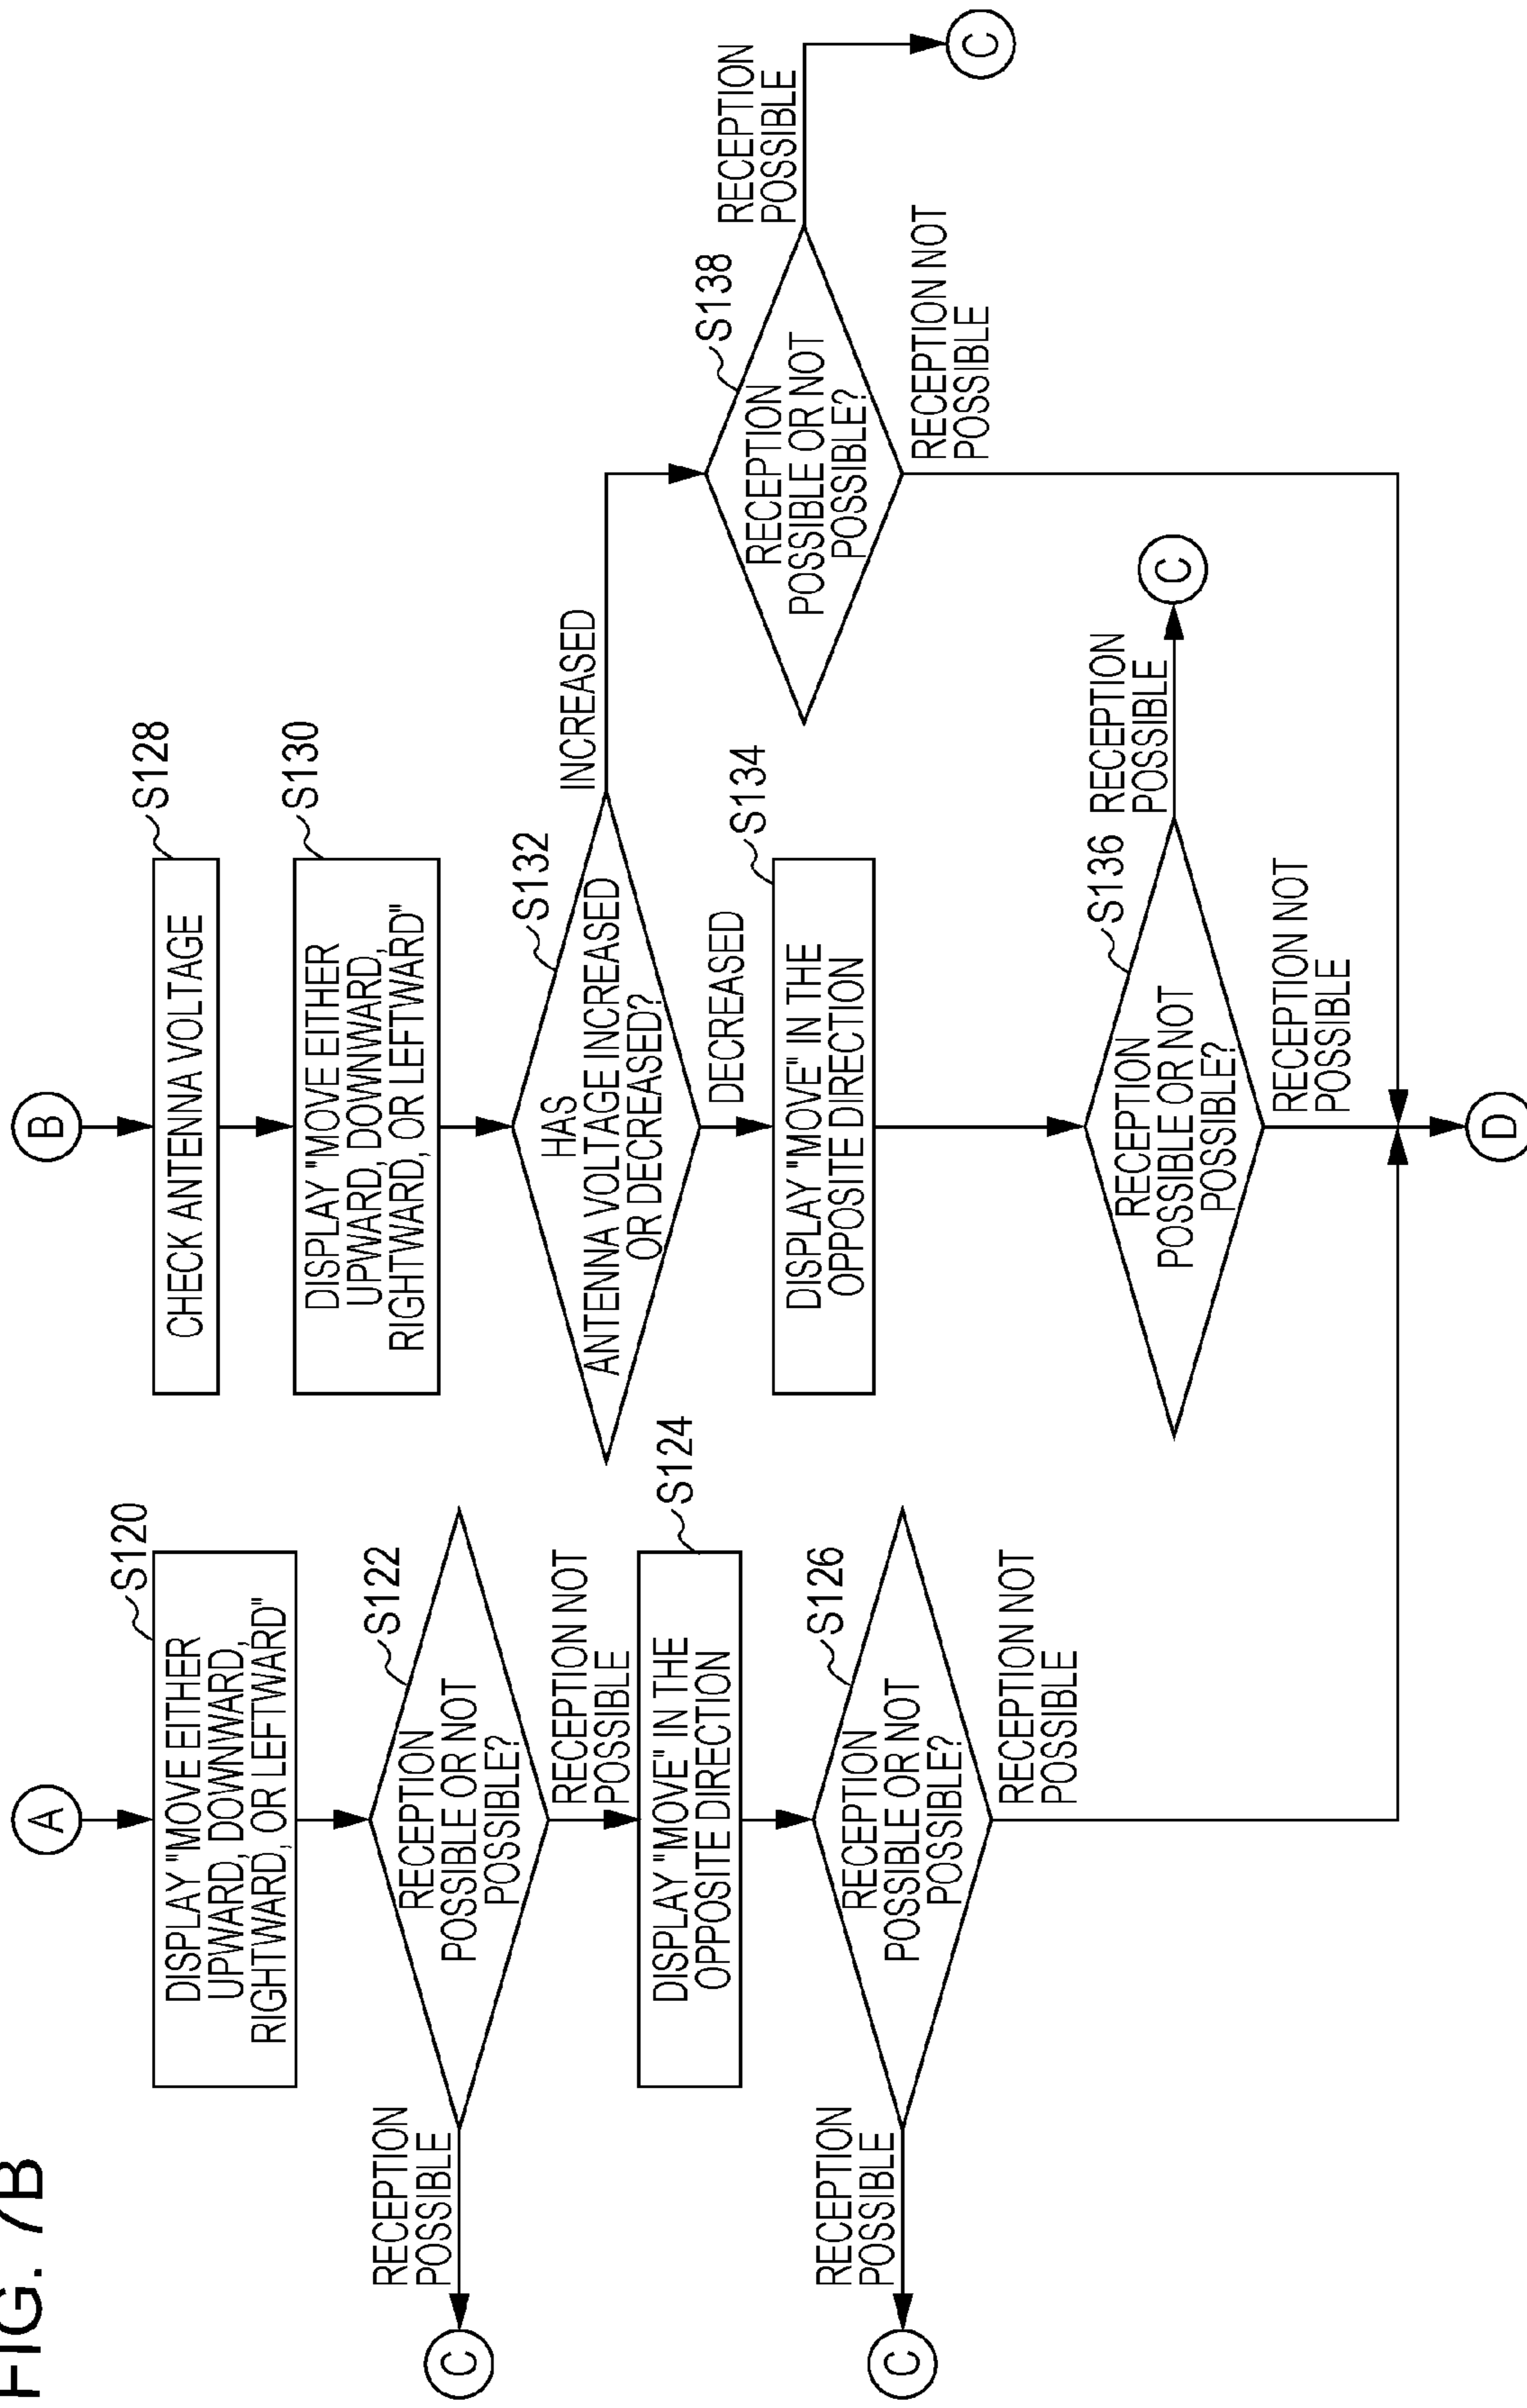 FIG. 7B
A
DISPLAY "MOVE EITHER
UPWARD, DOWNWARD,
RIGHTWARD, OR LEFTWARD"
S120
RECEPTION
POSSIBLE OR NOT
POSSIBLE?
S122
RECEPTION
POSSIBLE
C
RECEPTION NOT
POSSIBLE
DISPLAY "MOVE" IN THE
OPPOSITE DIRECTION
S124
RECEPTION
POSSIBLE OR NOT
POSSIBLE?
S126
RECEPTION
POSSIBLE
C
RECEPTION NOT
POSSIBLE
B
CHECK ANTENNA VOLTAGE
S128
DISPLAY "MOVE EITHER
UPWARD, DOWNWARD,
RIGHTWARD, OR LEFTWARD"
S130
HAS
ANTENNA VOLTAGE INCREASED
OR DECREASED?
S132
INCREASED
DECREASED
DISPLAY "MOVE" IN THE
OPPOSITE DIRECTION
S134
RECEPTION
POSSIBLE OR NOT
POSSIBLE?
S136
RECEPTION
POSSIBLE
C
RECEPTION NOT
POSSIBLE
RECEPTION
POSSIBLE OR NOT
POSSIBLE?
S138
RECEPTION
POSSIBLE
C
RECEPTION NOT
POSSIBLE
D